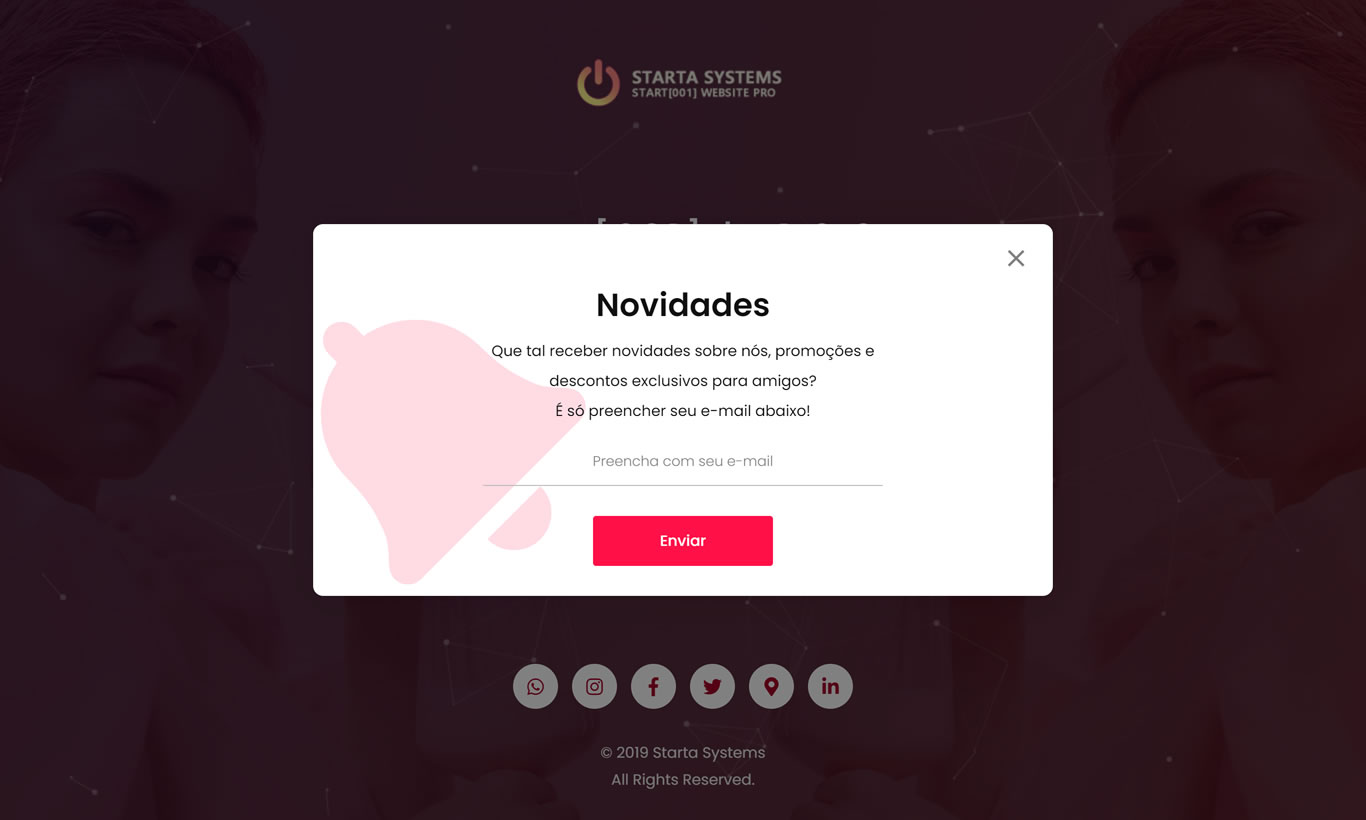 STARTA SYSTEMS
START[001] WEBSITE PRO
Novidades
Que tal receber novidades sobre nós, promoções e
descontos exclusivos para amigos?
É só preencher seu e-mail abaixo!
Preencha com seu e-mail
Enviar
© 2019 Starta Systems
All Rights Reserved.